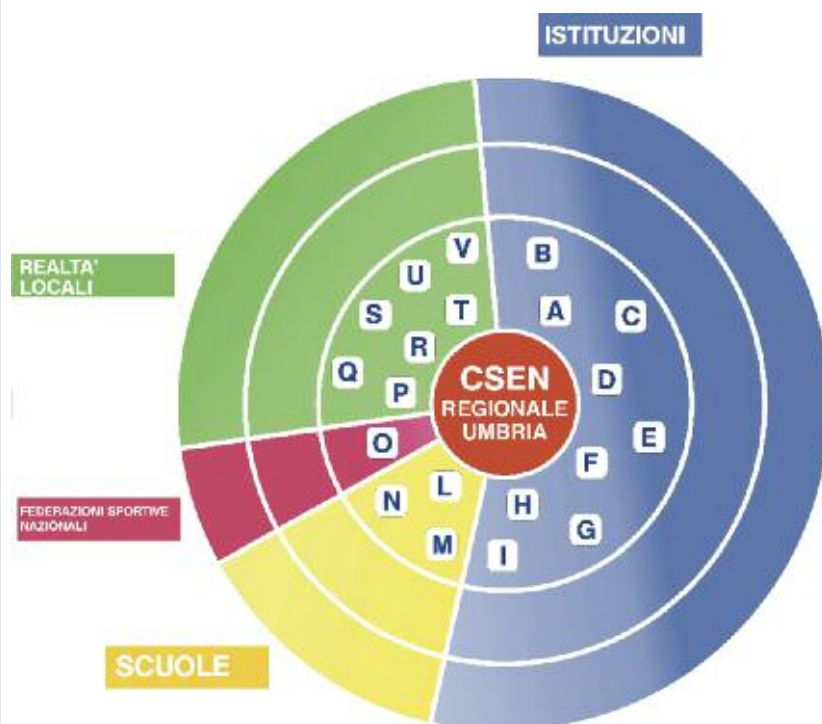 ISTITUZIONI
V
B
U
S
T
A
C
R
Q
P
D
CSEN
REGIONALE
UMBRIA
REALTA'
LOCALI
O
E
F
L
N
H
G
M
I
FEDERAZIONI SPORTIVE
NAZIONALI
SCUOLE